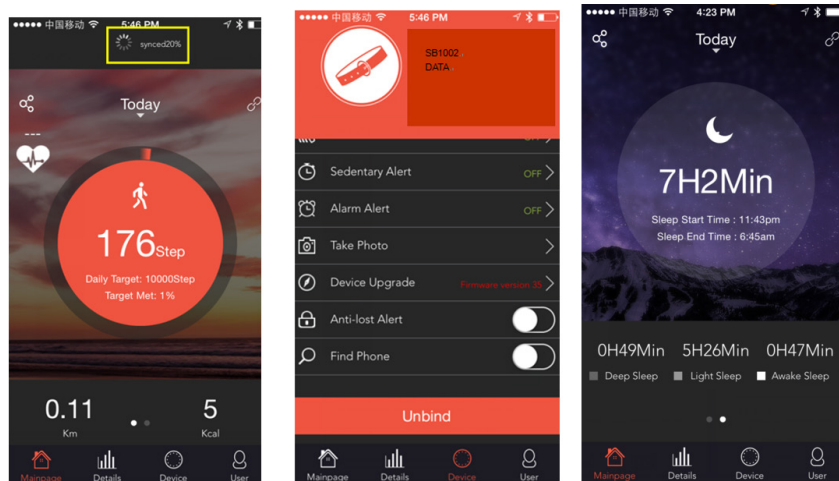 中国移动 5:46 PM
synced20%
Today
---
176Step
Daily Target: 10000Step
Target Met: 1%
0.11 5
Km Kcal
Mainpage Details Device User
中国移动 5:46 PM
SB1002
DATA
OFF
Sedentary Alert OFF
Alarm Alert OFF
Take Photo
Device Upgrade Firmware version 35
Anti-lost Alert
Find Phone
Unbind
Mainpage Details Device User
中国移动 4:23 PM
Today
7H2Min
Sleep Start Time : 11:43pm
Sleep End Time : 6:45am
0H49Min 5H26Min 0H47Min
Deep Sleep Light Sleep Awake Sleep
Mainpage Details Device User